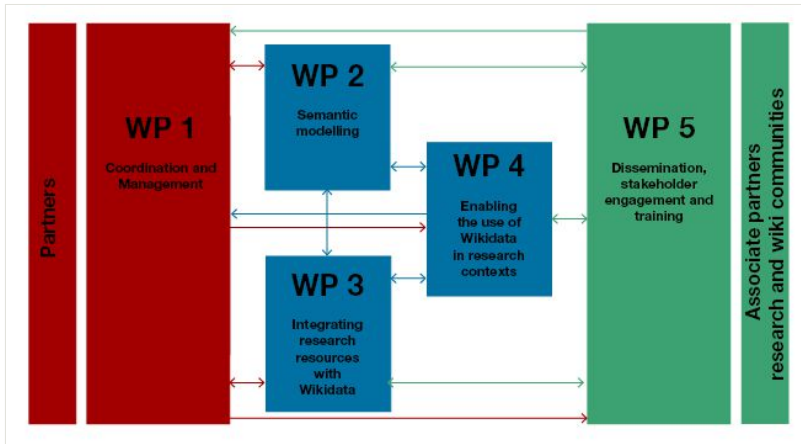 Partners
WP 1
Coordination and
Management
WP 2
Semantic
modelling
WP 3
Integrating
research
resources
with
Wikidata
WP 4
Enabling
the use of
Wikidata
in research
contexts
WP 5
Dissemination,
stakeholder
engagement and
training
Associate partners
research and wiki communities